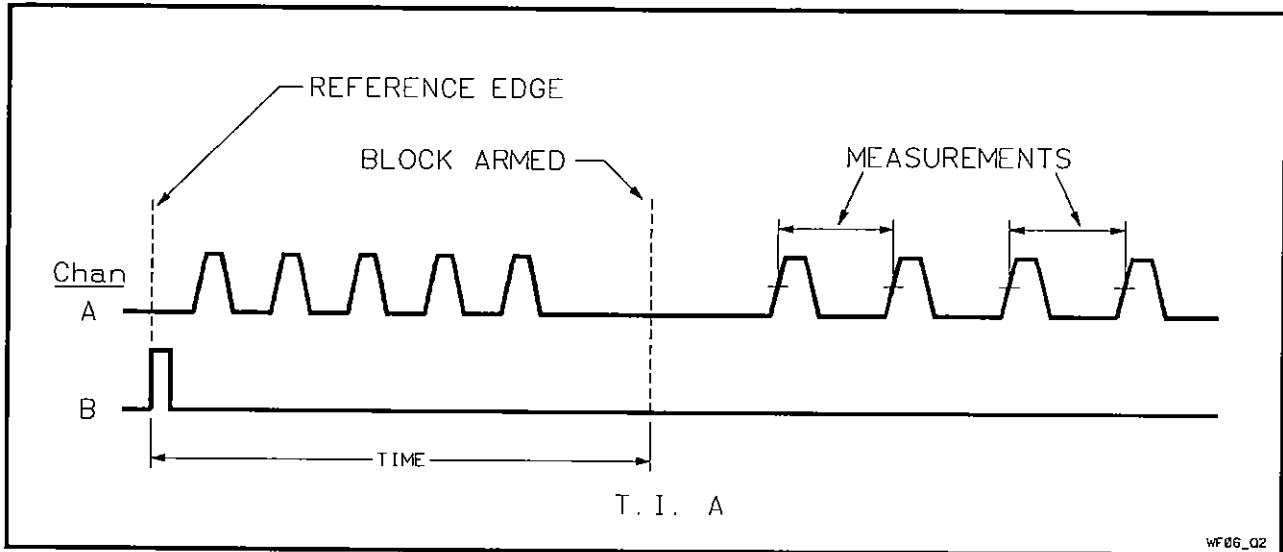 REFERENCE EDGE
BLOCK ARMED
MEASUREMENTS
Chan
A
B
TIME
T. I. A
WF06_02